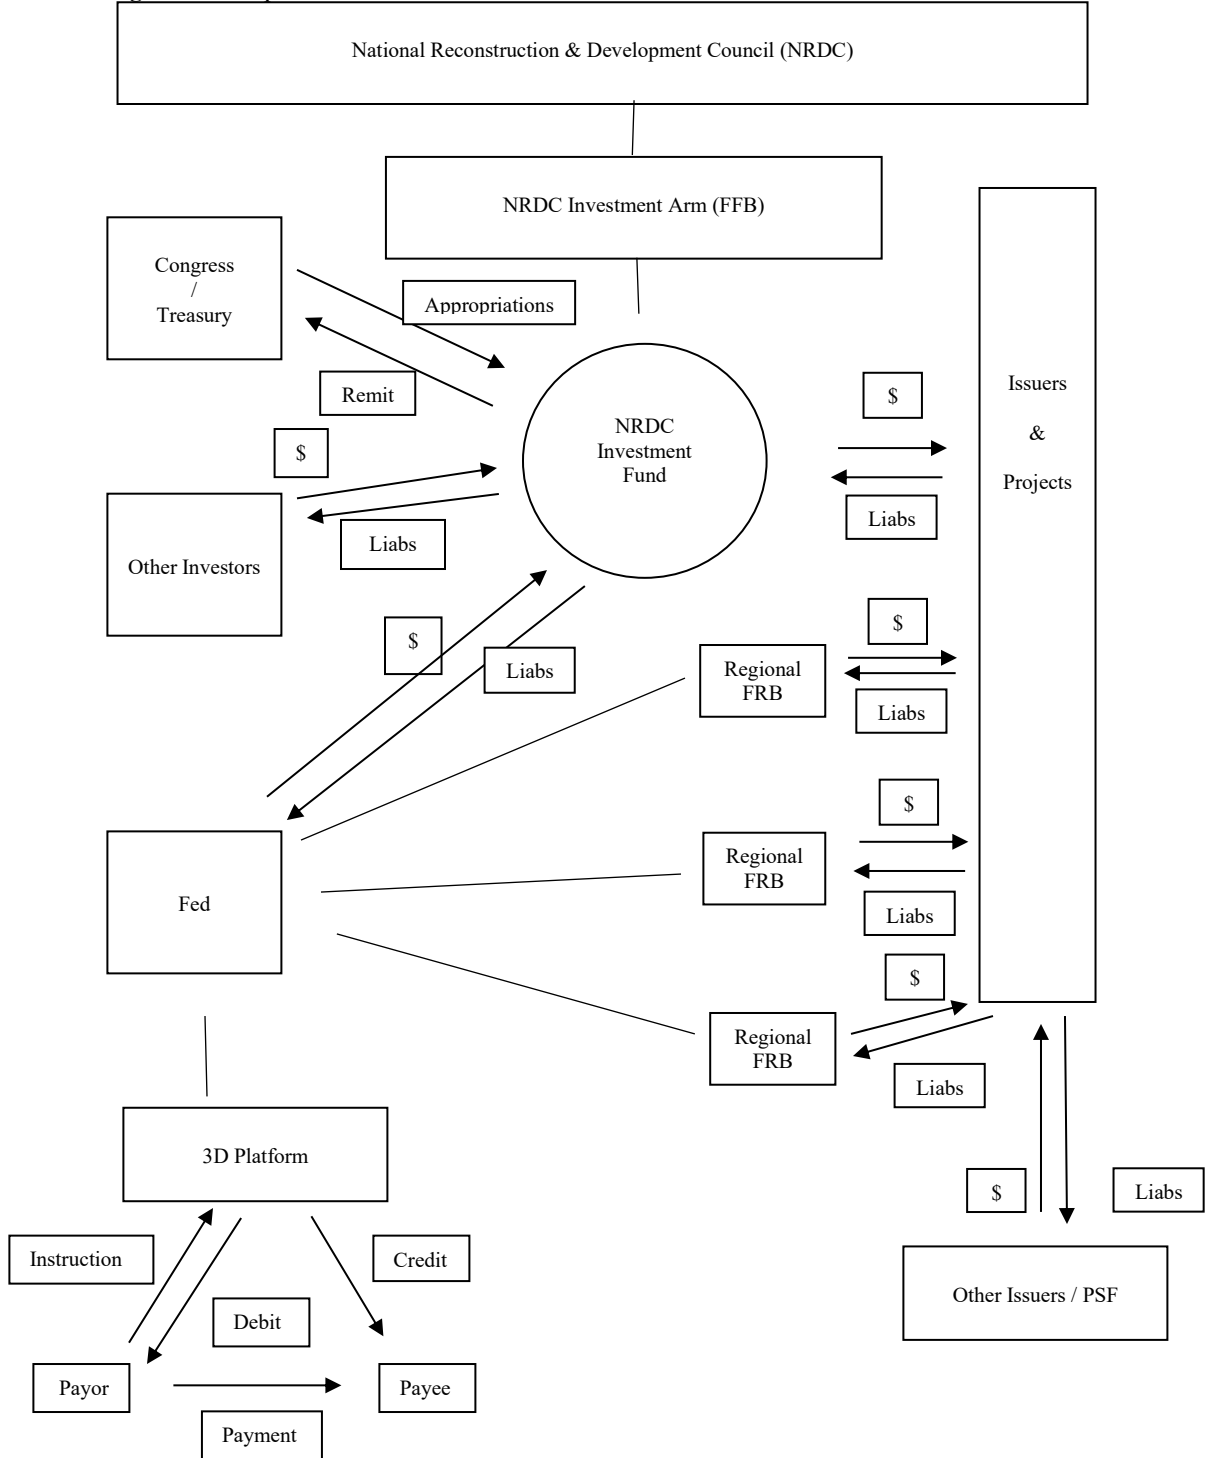 National Reconstruction & Development Council (NRDC)
NRDC Investment Arm (FFB)
Congress
/
Treasury
Appropriations
Remit
$
Other Investors
Liabs
NRDC
Investment
Fund
$
Liabs
Issuers
&
Projects
$
Liabs
$
Liabs
Regional
FRB
$
Liabs
Regional
FRB
Fed
$
Liabs
Regional
FRB
3D Platform
$
Liabs
Instruction
Credit
Debit
Other Issuers / PSF
Payor
Payee
Payment